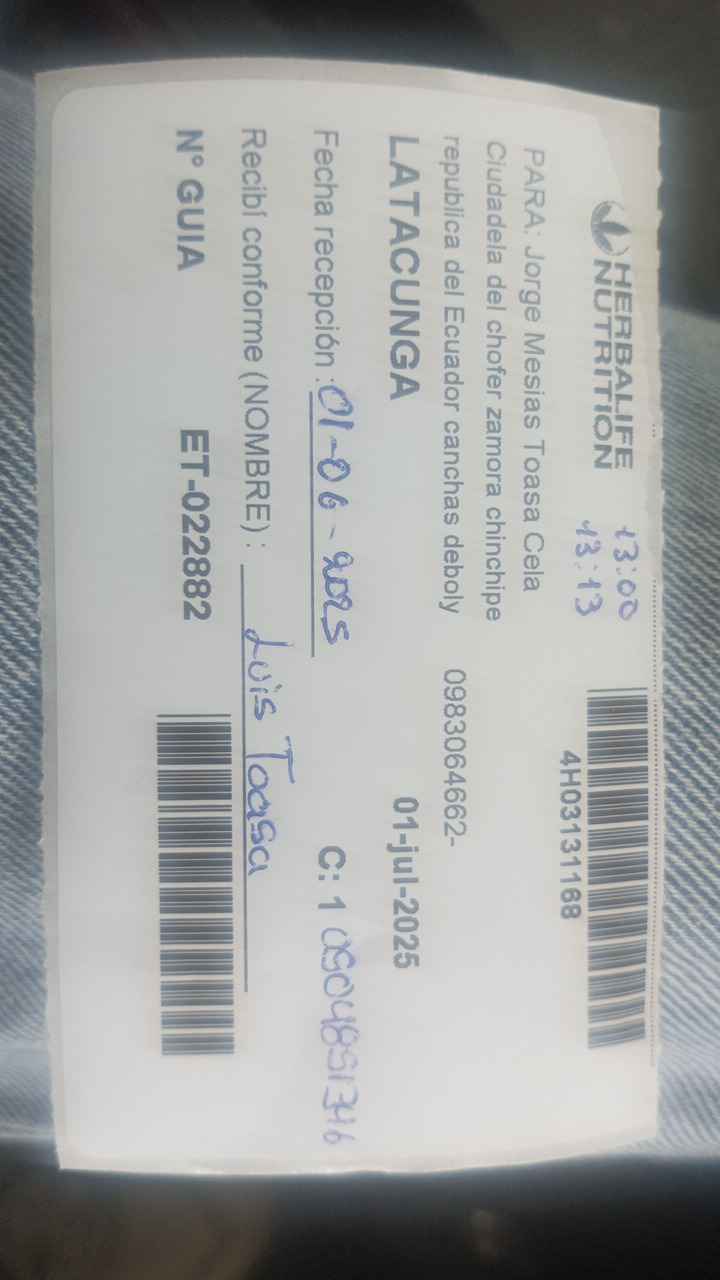 HERBALIFE
NUTRITION
13:00
13:13
4H03131168
PARA: Jorge Mesias Toasa Cela
Ciudadela del chofer zamora chinchipe
republica del Ecuador canchas deboly 0983064662-
LATACUNGA 01-jul-2025
Fecha recepción : 01-06-2025 C: 1
Recibí conforme (NOMBRE) : Luis Toasa
N° GUIA ET-022882